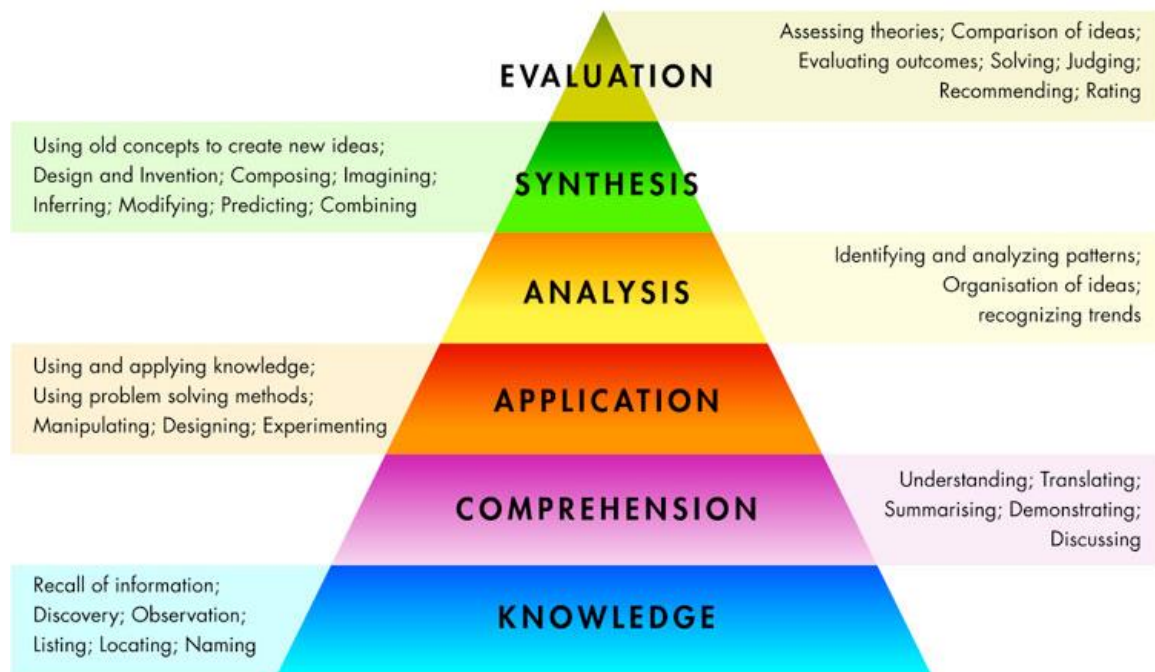 EVALUATION
Assessing theories; Comparison of ideas;
Evaluating outcomes; Solving; Judging;
Recommending; Rating
Using old concepts to create new ideas;
Design and Invention; Composing; Imagining;
Inferring; Modifying; Predicting; Combining
SYNTHESIS
ANALYSIS
Identifying and analyzing patterns;
Organisation of ideas;
recognizing trends
Using and applying knowledge;
Using problem solving methods;
Manipulating; Designing; Experimenting
APPLICATION
COMPREHENSION
Understanding; Translating;
Summarising; Demonstrating;
Discussing
Recall of information;
Discovery; Observation;
Listing; Locating; Naming
KNOWLEDGE